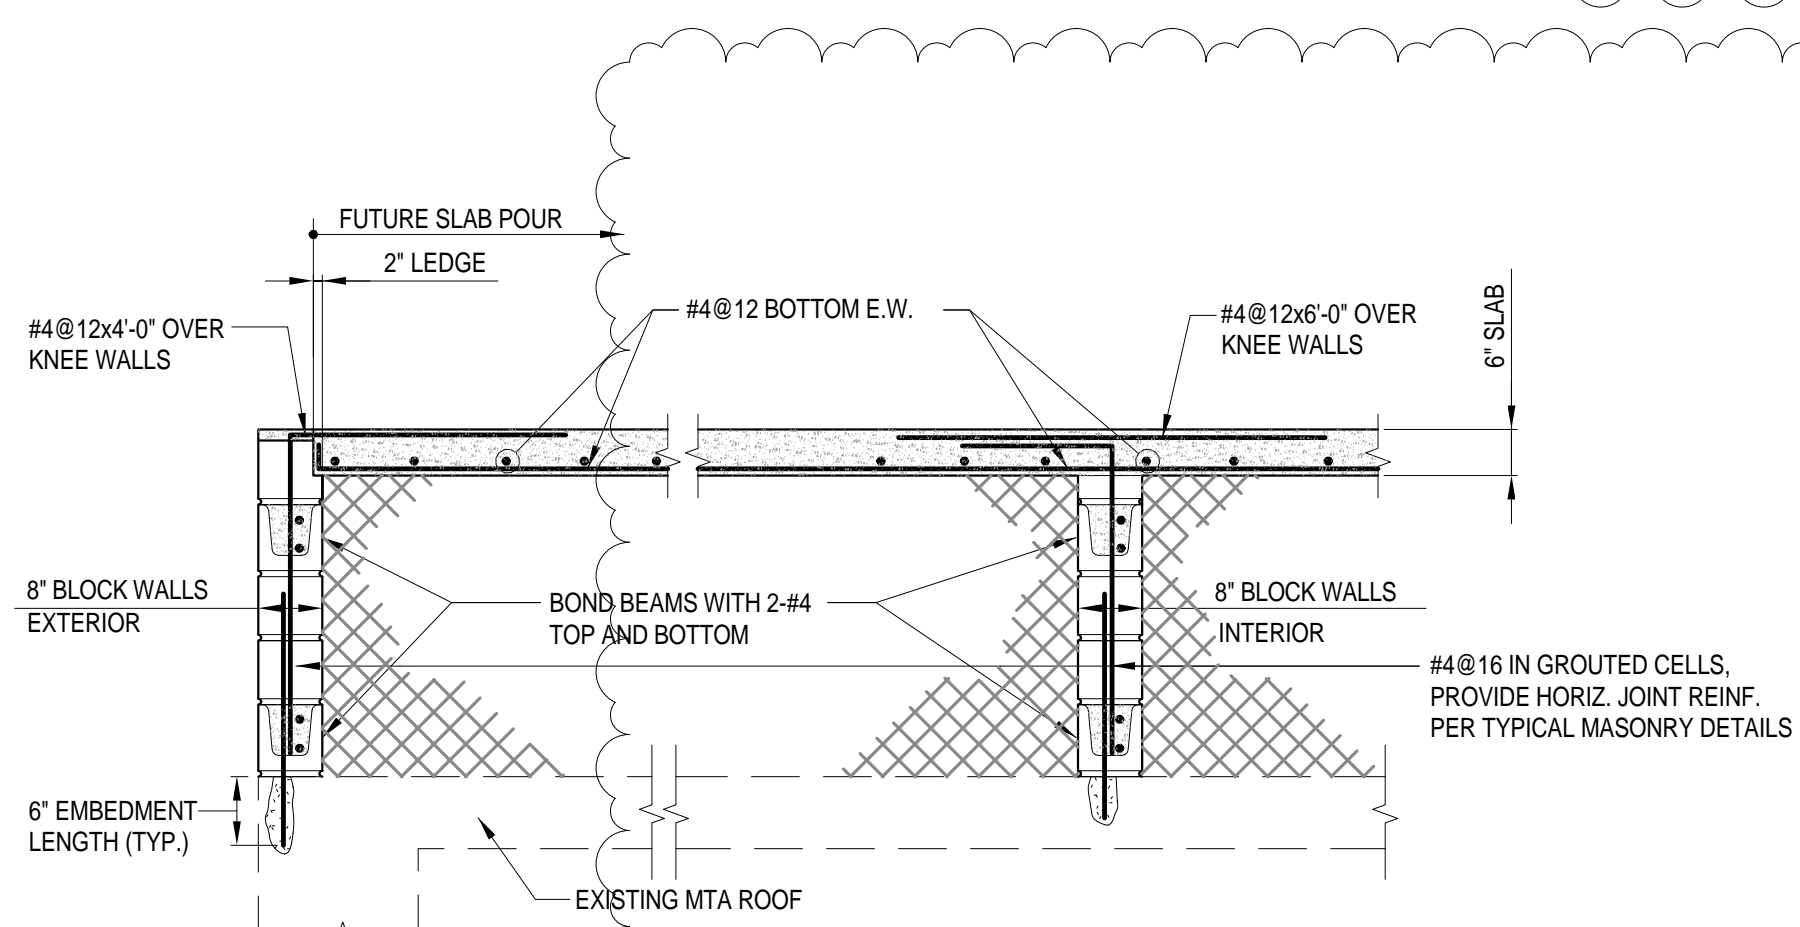 FUTURE SLAB POUR
2" LEDGE
#4@12x4'-0" OVER
KNEE WALLS
#4@12 BOTTOM E.W.
#4@12x6'-0" OVER
KNEE WALLS
6" SLAB
8" BLOCK WALLS
EXTERIOR
BOND BEAMS WITH 2-#4
TOP AND BOTTOM
8" BLOCK WALLS
INTERIOR
#4@16 IN GROUTED CELLS,
PROVIDE HORIZ. JOINT REINF.
PER TYPICAL MASONRY DETAILS
6" EMBEDMENT
LENGTH (TYP.)
EXISTING MTA ROOF